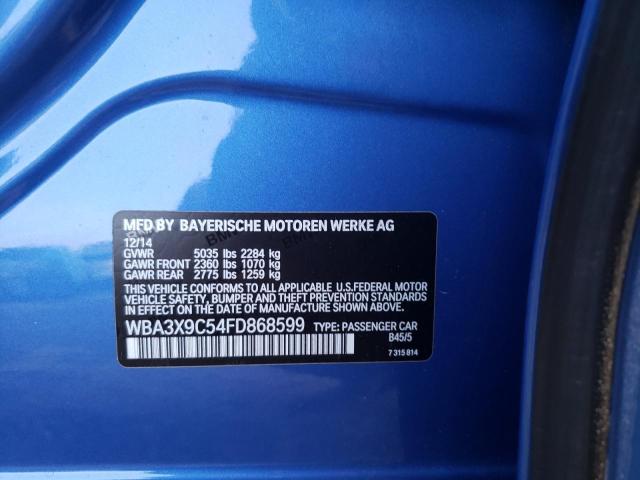 MFD BY BAYERISCHE MOTOREN WERKE AG
12/14
GVWR 5035 lbs 2284 kg
GAWR FRONT 2360 lbs 1070 kg
GAWR REAR 2775 lbs 1259 kg
THIS VEHICLE CONFORMS TO ALL APPLICABLE U.S.FEDERAL MOTOR
VEHICLE SAFETY, BUMPER AND THEFT PREVENTION STANDARDS IN
EFFECT ON THE DATE OF MANUFACTURE SHOWN ABOVE.
WBA3X9C54FD868599 TYPE: PASSENGER CAR
B45/5
7 315 814